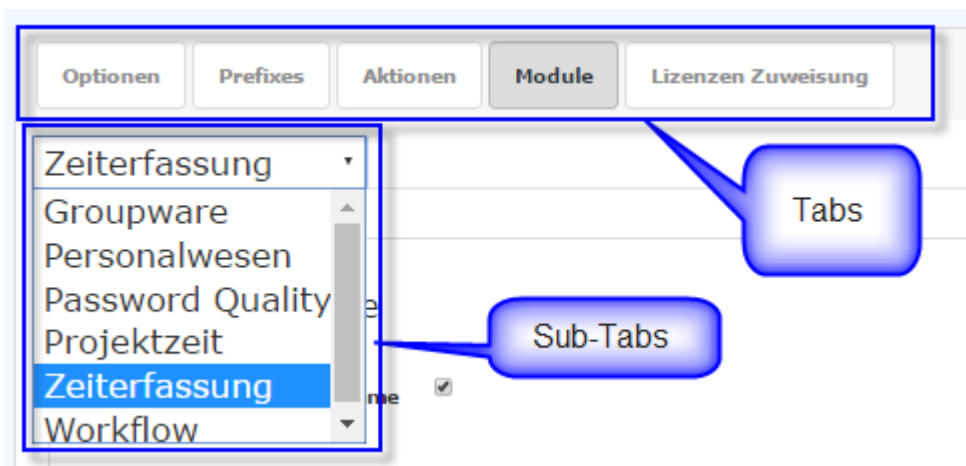 Optionen Prefixes Aktionen Module Lizenzen Zuweisung
Zeiterfassung
Tabs
Groupware
Personalwesen
Password Quality
Projektzeit
Sub-Tabs
Zeiterfassung
Workflow